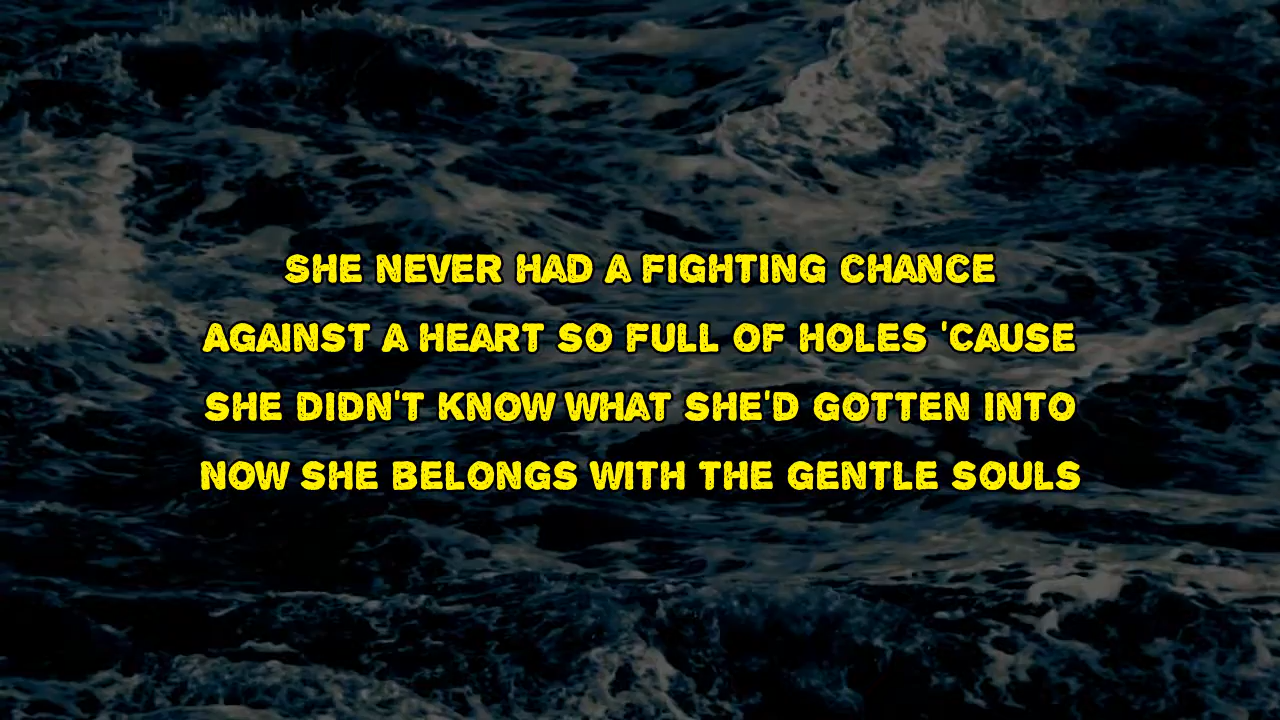 SHE NEVER HAD A FIGHTING CHANCE
AGAINST A HEART SO FULL OF HOLES 'CAUSE
SHE DIDN'T KNOW WHAT SHE'D GOTTEN INTO
NOW SHE BELONGS WITH THE GENTLE SOULS